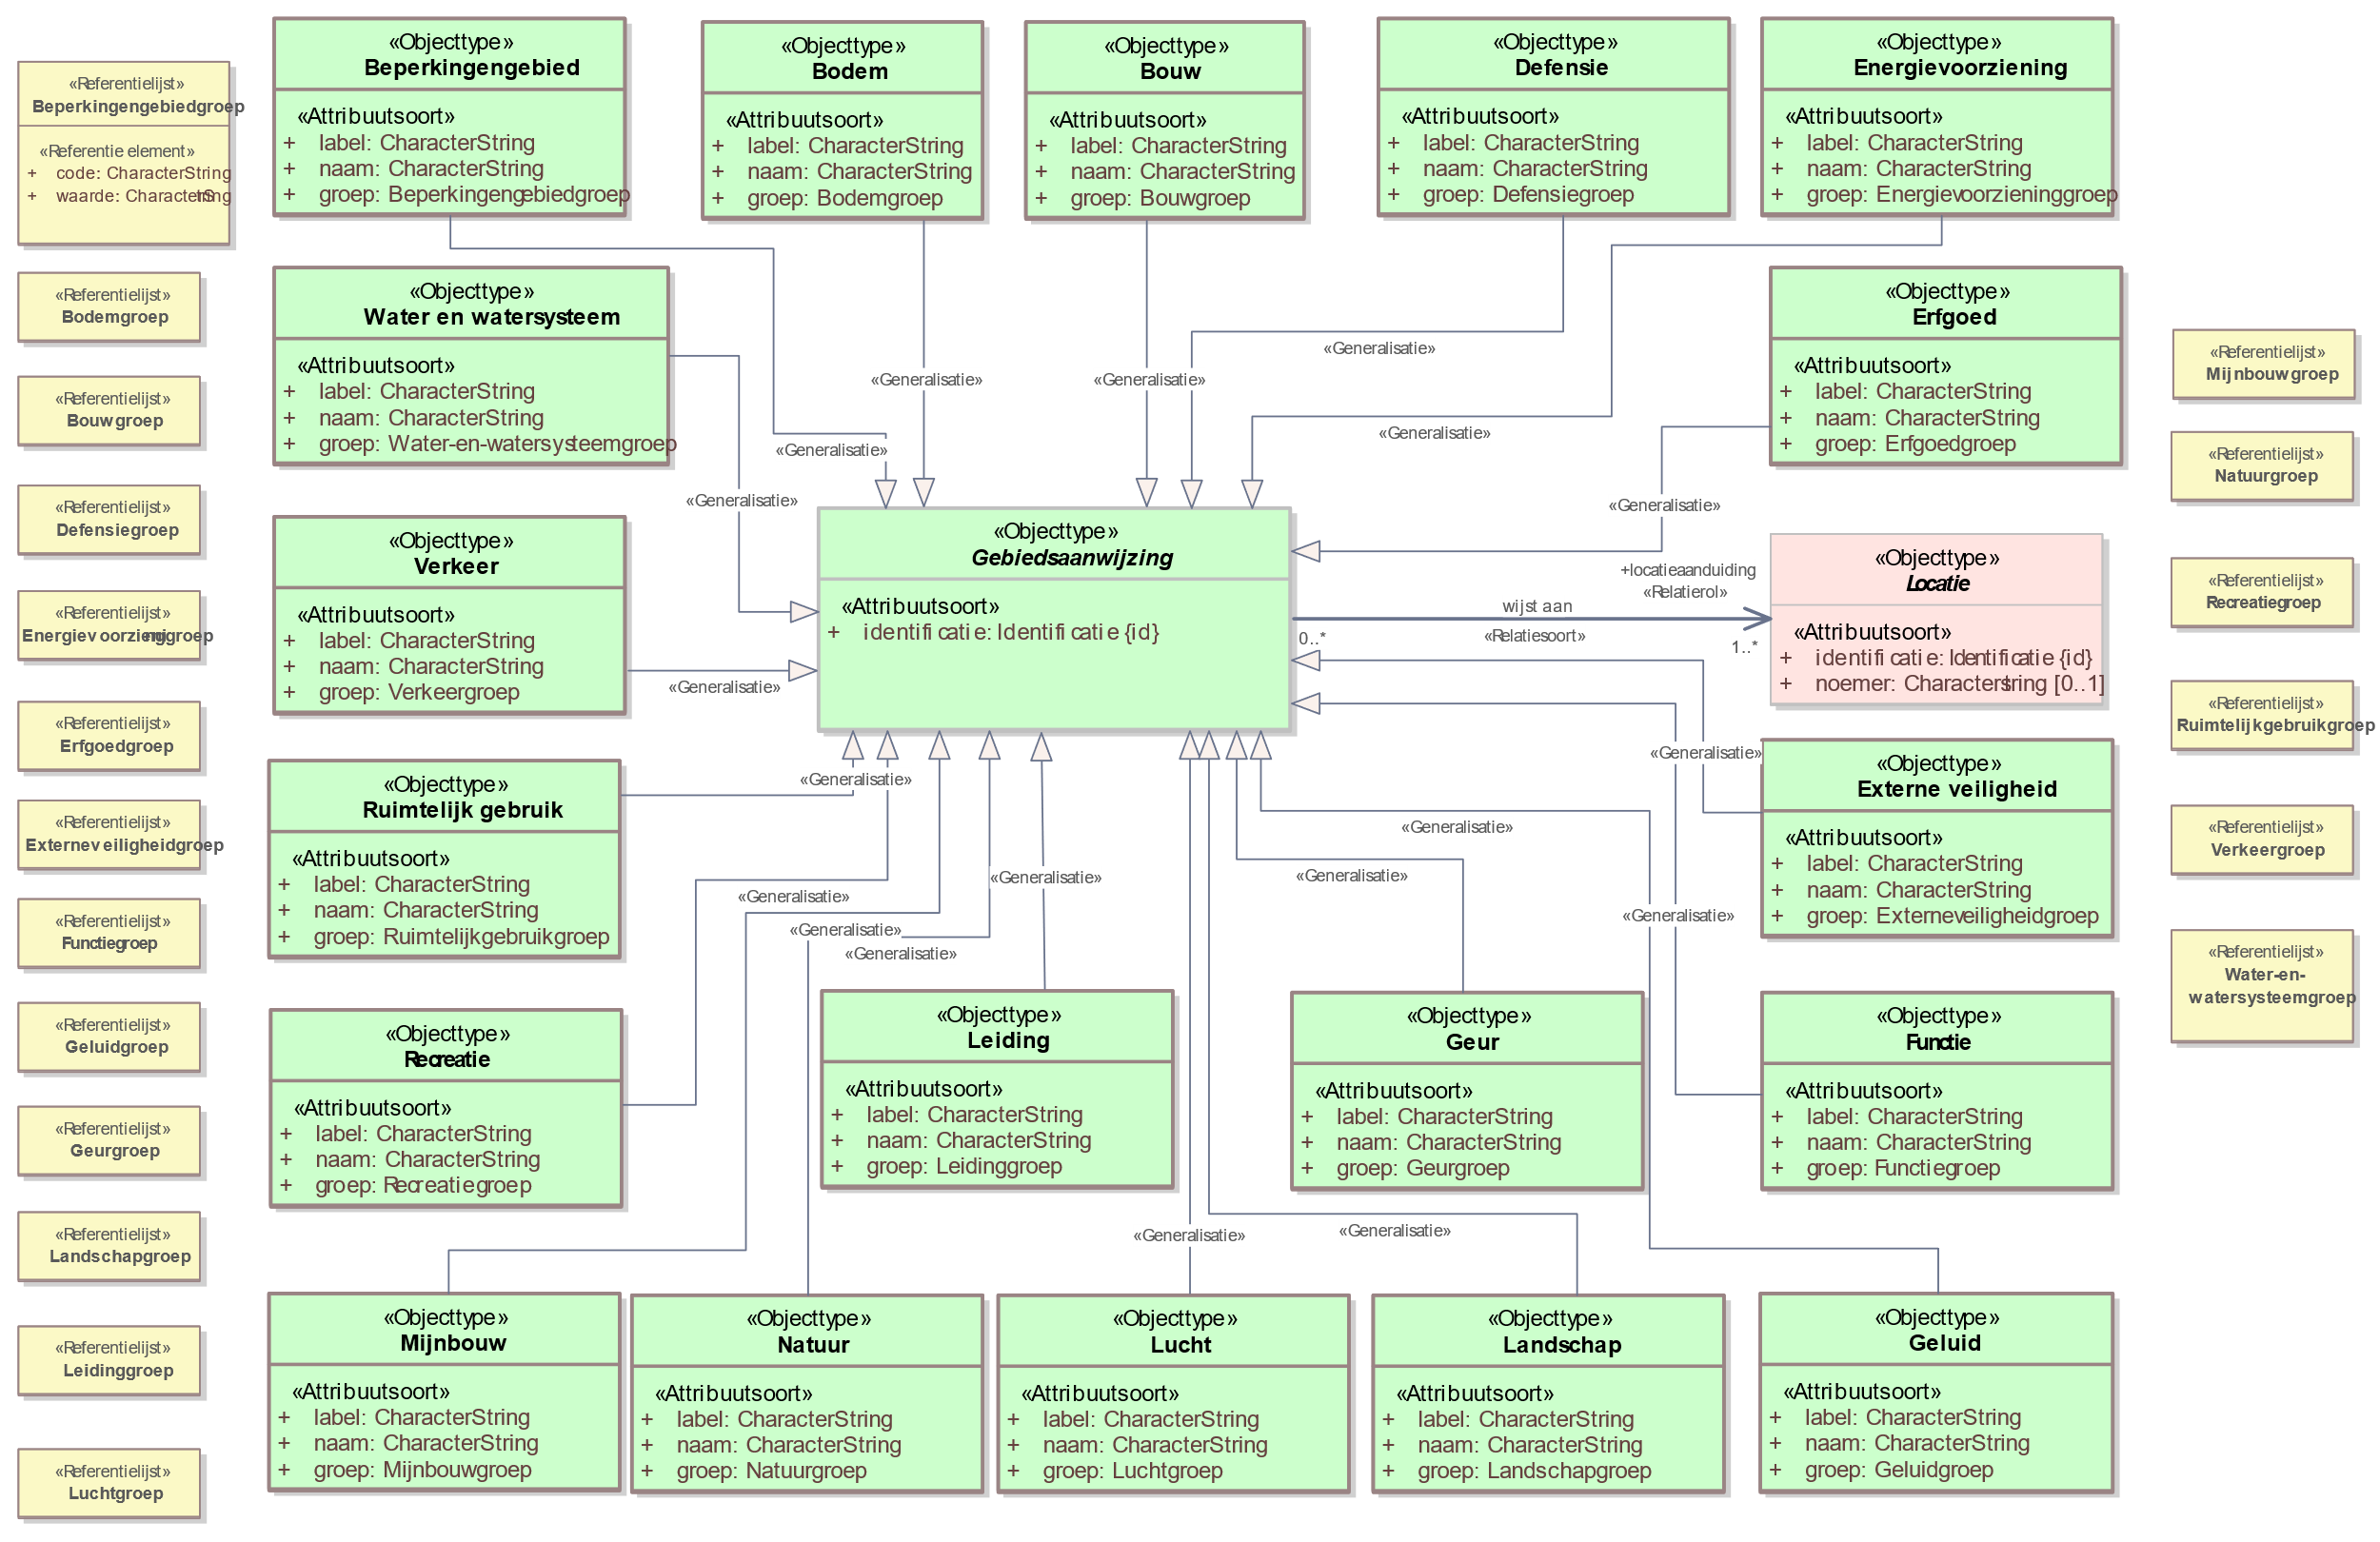 «Referentielijst»
Beperkingengebiedgroep
«Referentie element»
+ code: CharacterString
+ waarde: CharacterString
«Referentielijst»
Bodemgroep
«Referentielijst»
Bouwgroep
«Referentielijst»
Defensiegroep
«Referentielijst»
Energievoorzieninggroep
«Referentielijst»
Erfgoedgroep
«Referentielijst»
Externeveiligheidgroep
«Referentielijst»
Functiegroep
«Referentielijst»
Geluidgroep
«Referentielijst»
Geurgroep
«Referentielijst»
Landschapgroep
«Referentielijst»
Leidinggroep
«Referentielijst»
Luchtgroep
«Objecttype»
Beperkingengebied
«Attribuutsoort»
+ label: CharacterString
+ naam: CharacterString
+ groep: Beperkingengebiedgroep
«Objecttype»
Bodem
«Attribuutsoort»
+ label: CharacterString
+ naam: CharacterString
+ groep: Bodemgroep
«Objecttype»
Bouw
«Attribuutsoort»
+ label: CharacterString
+ naam: CharacterString
+ groep: Bouwgroep
«Objecttype»
Defensie
«Attribuutsoort»
+ label: CharacterString
+ naam: CharacterString
+ groep: Defensiegroep
«Objecttype»
Energievoorziening
«Attribuutsoort»
+ label: CharacterString
+ naam: CharacterString
+ groep: Energievoorzieninggroep
«Objecttype»
Water en watersysteem
«Attribuutsoort»
+ label: CharacterString
+ naam: CharacterString
+ groep: Water-en-watersysteemgroep
«Generalisatie»
«Generalisatie»
«Generalisatie»
«Generalisatie»
«Generalisatie»
«Generalisatie»
«Generalisatie»
«Objecttype»
Erfgoed
«Attribuutsoort»
+ label: CharacterString
+ naam: CharacterString
+ groep: Erfgoedgroep
«Objecttype»
Verkeer
«Attribuutsoort»
+ label: CharacterString
+ naam: CharacterString
+ groep: Verkeergroep
«Generalisatie»
«Objecttype»
Gebiedsaanwijzing
«Attribuutsoort»
+ identificatie: Identificatie {id}
+locatieaanduiding
«Relatierol»
wijst aan
0..*
«Relatiesoort»
1..*
«Objecttype»
Locatie
«Attribuutsoort»
+ identificatie: Identificatie {id}
+ noemer: CharacterString [0..1]
«Objecttype»
Ruimtelijk gebruik
«Attribuutsoort»
+ label: CharacterString
+ naam: CharacterString
+ groep: Ruimtelijkgebruikgroep
«Generalisatie»
«Generalisatie»
«Generalisatie»
«Generalisatie»
«Generalisatie»
«Generalisatie»
«Generalisatie»
«Generalisatie»
«Generalisatie»
«Objecttype»
Externe veiligheid
«Attribuutsoort»
+ label: CharacterString
+ naam: CharacterString
+ groep: Externeveiligheidgroep
«Objecttype»
Recreatie
«Attribuutsoort»
+ label: CharacterString
+ naam: CharacterString
+ groep: Recreatiegroep
«Objecttype»
Leiding
«Attribuutsoort»
+ label: CharacterString
+ naam: CharacterString
+ groep: Leidinggroep
«Objecttype»
Geur
«Attribuutsoort»
+ label: CharacterString
+ naam: CharacterString
+ groep: Geurgroep
«Objecttype»
Functie
«Attribuutsoort»
+ label: CharacterString
+ naam: CharacterString
+ groep: Functiegroep
«Generalisatie»
«Generalisatie»
«Objecttype»
Mijnbouw
«Attribuutsoort»
+ label: CharacterString
+ naam: CharacterString
+ groep: Mijnbouwgroep
«Objecttype»
Natuur
«Attribuutsoort»
+ label: CharacterString
+ naam: CharacterString
+ groep: Natuurgroep
«Objecttype»
Lucht
«Attribuutsoort»
+ label: CharacterString
+ naam: CharacterString
+ groep: Luchtgroep
«Objecttype»
Landschap
«Attribuutsoort»
+ label: CharacterString
+ naam: CharacterString
+ groep: Landschapgroep
«Objecttype»
Geluid
«Attribuutsoort»
+ label: CharacterString
+ naam: CharacterString
+ groep: Geluidgroep
«Referentielijst»
Mijnbouwgroep
«Referentielijst»
Natuurgroep
«Referentielijst»
Recreatiegroep
«Referentielijst»
Ruimtelijkgebruikgroep
«Referentielijst»
Verkeergroep
«Referentielijst»
Water-en-
watersysteemgroep